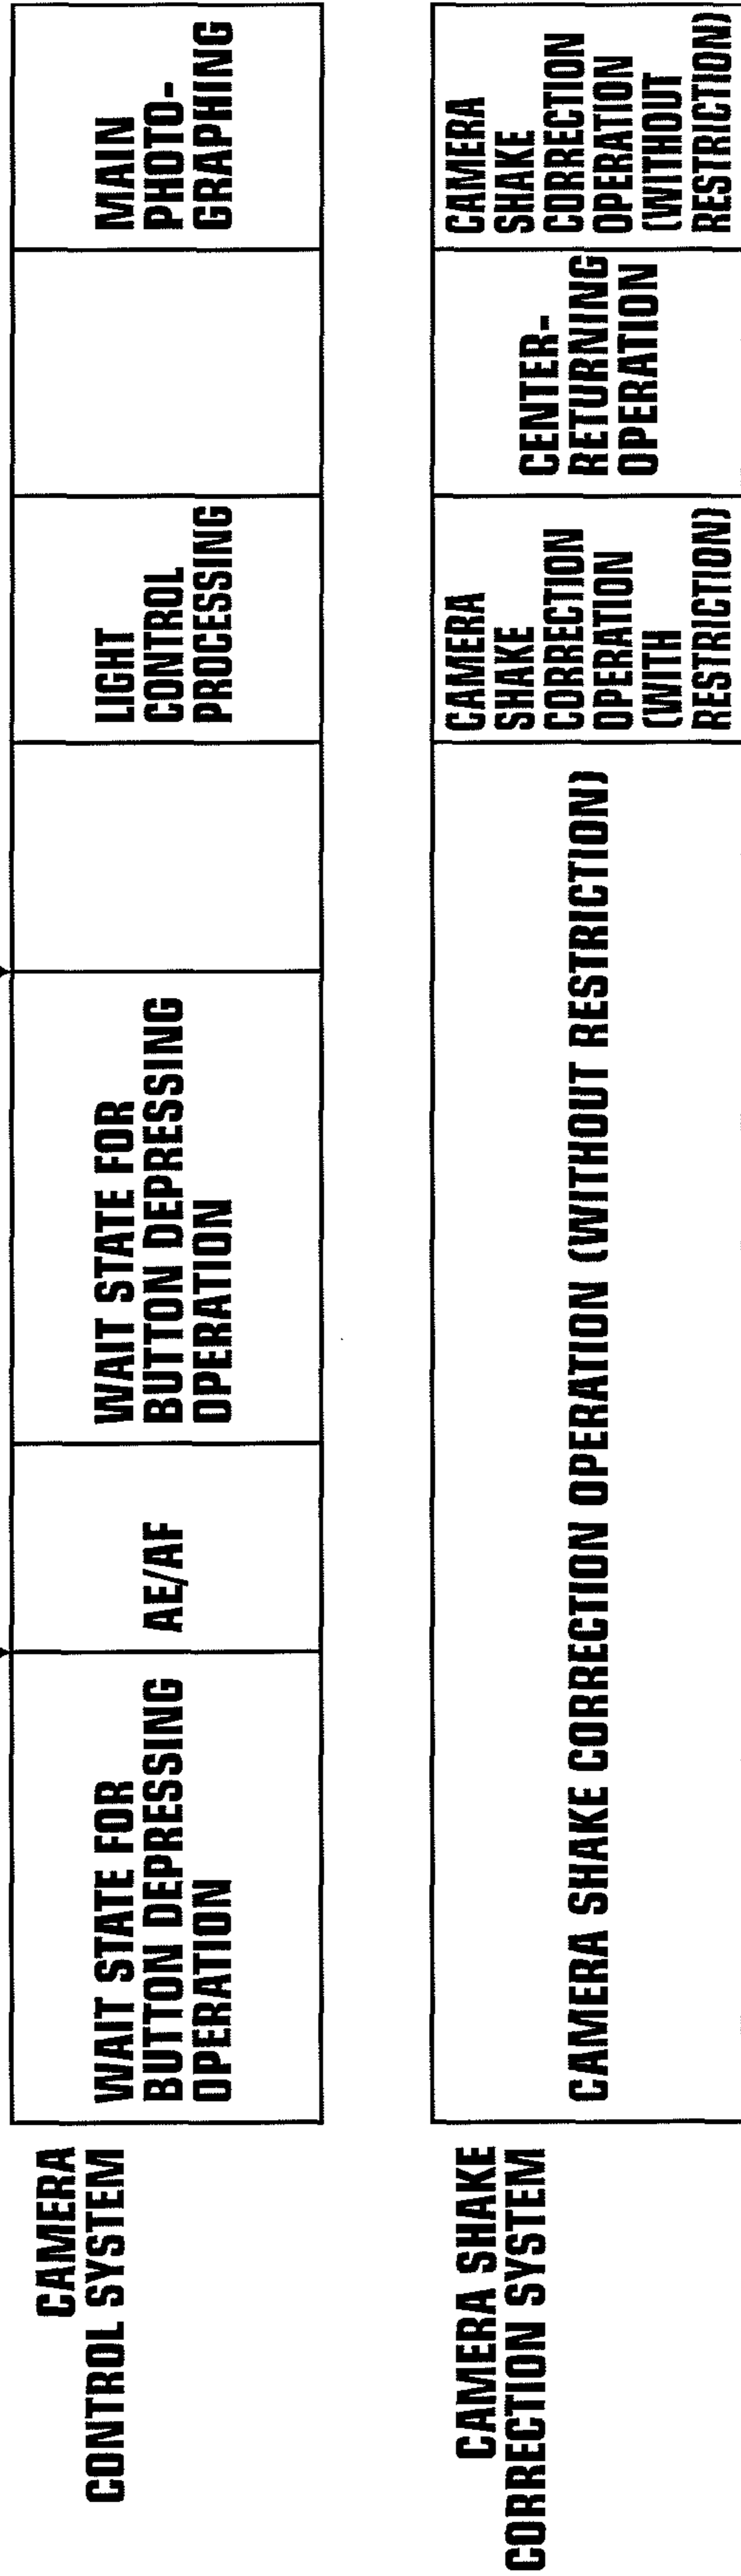 CAMERA
CONTROL SYSTEM
WAIT STATE FOR
BUTTON DEPRESSING
OPERATION
AE/AF
WAIT STATE FOR
BUTTON DEPRESSING
OPERATION
LIGHT
CONTROL
PROCESSING
MAIN
PHOTO-
GRAPHING
CAMERA SHAKE
CORRECTION SYSTEM
CAMERA SHAKE CORRECTION OPERATION (WITHOUT RESTRICTION)
CAMERA
SHAKE
CORRECTION
OPERATION
(WITH
RESTRICTION)
CENTER-
RETURNING
OPERATION
CAMERA
SHAKE
CORRECTION
OPERATION
(WITHOUT
RESTRICTION)